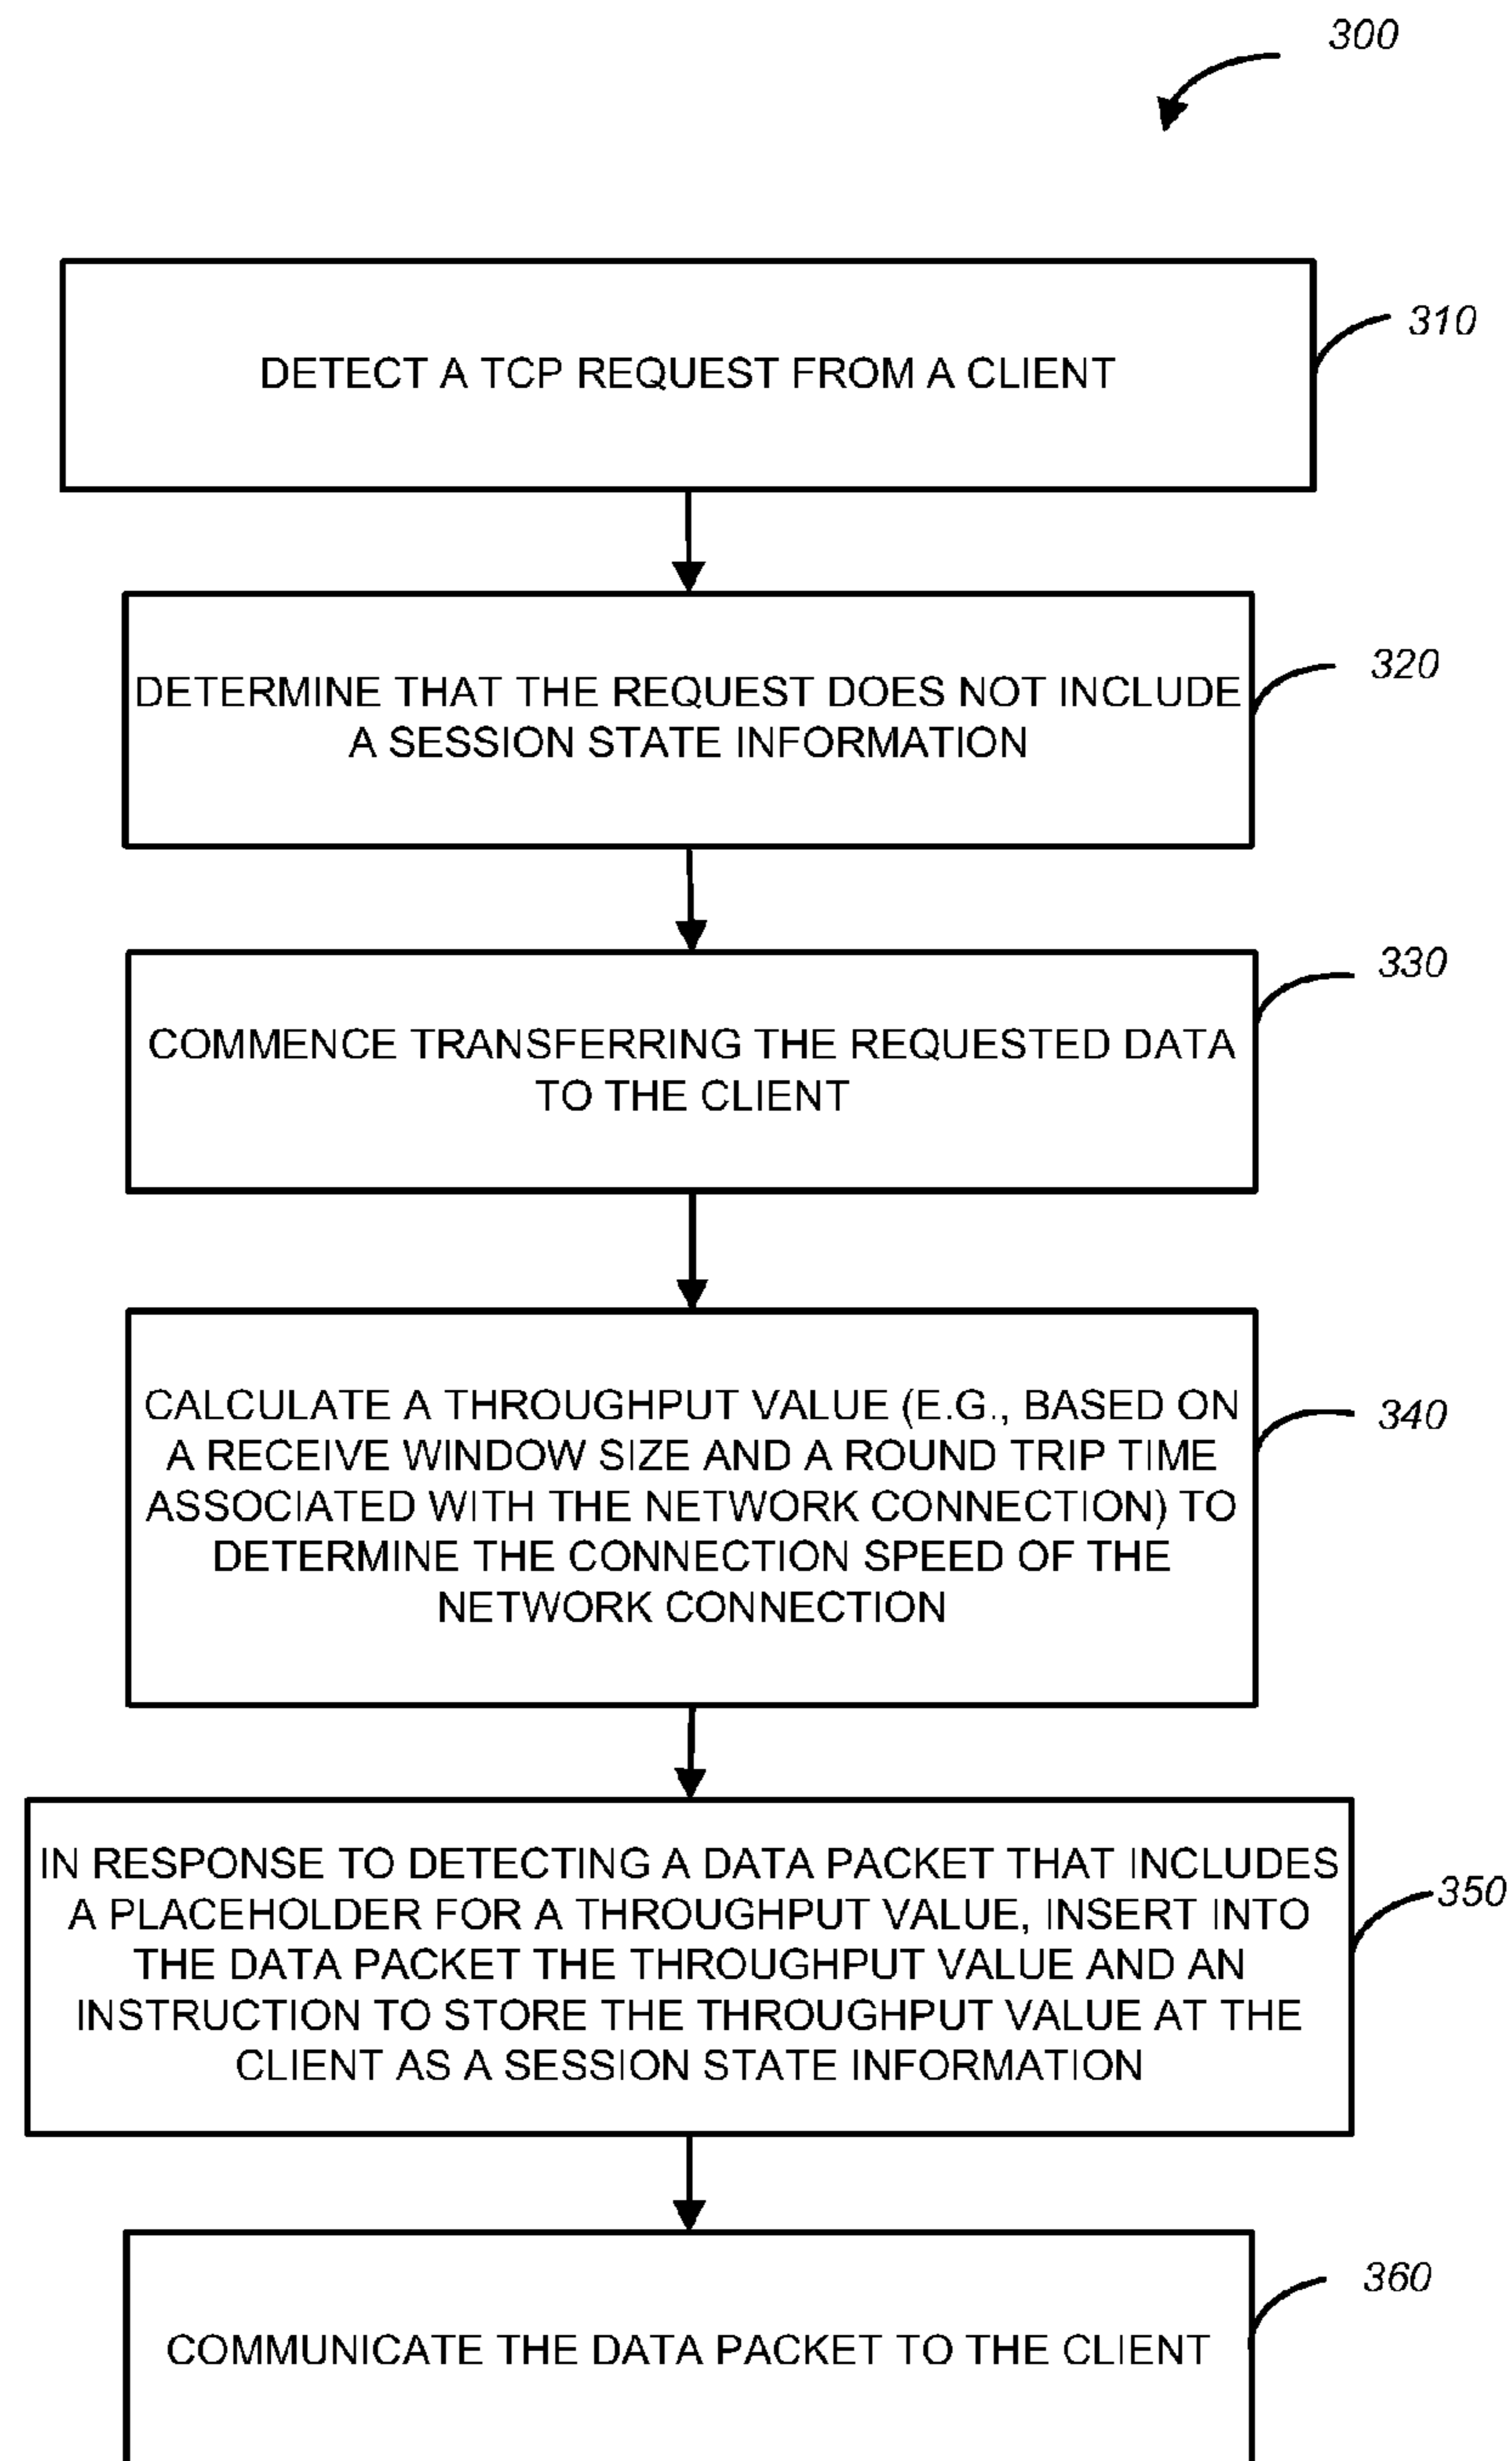 300
DETECT A TCP REQUEST FROM A CLIENT
310
DETERMINE THAT THE REQUEST DOES NOT INCLUDE
A SESSION STATE INFORMATION
320
COMMENCE TRANSFERRING THE REQUESTED DATA
TO THE CLIENT
330
CALCULATE A THROUGHPUT VALUE (E.G., BASED ON
A RECEIVE WINDOW SIZE AND A ROUND TRIP TIME
ASSOCIATED WITH THE NETWORK CONNECTION) TO
DETERMINE THE CONNECTION SPEED OF THE
NETWORK CONNECTION
340
IN RESPONSE TO DETECTING A DATA PACKET THAT INCLUDES
A PLACEHOLDER FOR A THROUGHPUT VALUE, INSERT INTO
THE DATA PACKET THE THROUGHPUT VALUE AND AN
INSTRUCTION TO STORE THE THROUGHPUT VALUE AT THE
CLIENT AS A SESSION STATE INFORMATION
350
COMMUNICATE THE DATA PACKET TO THE CLIENT
360